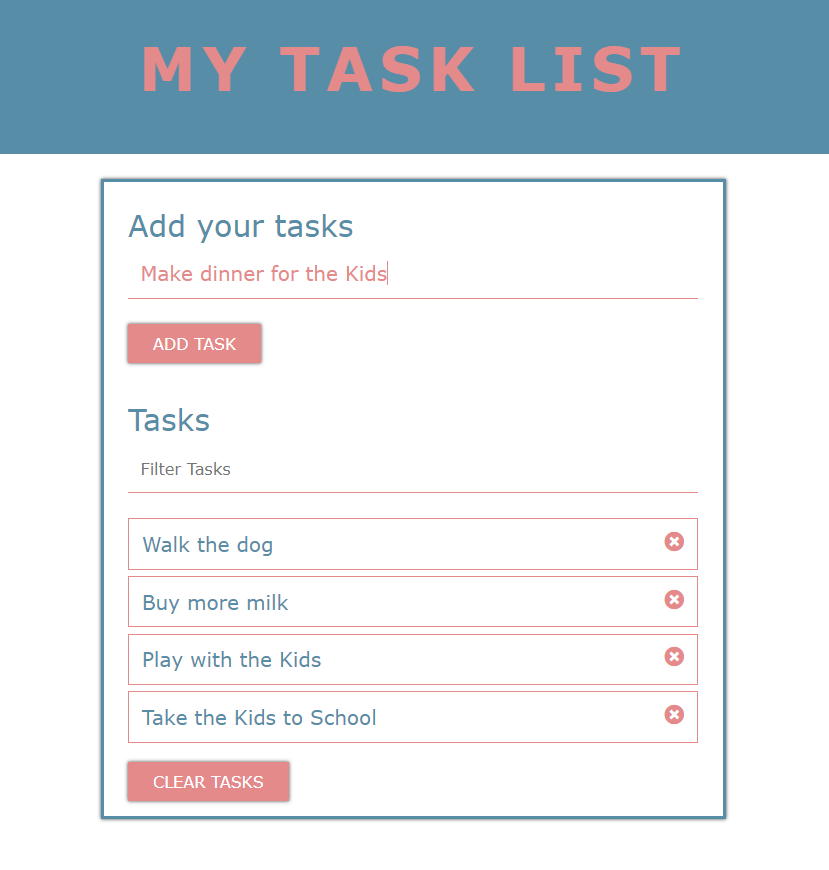 MY TASK LIST
Add your tasks
Make dinner for the Kids
ADD TASK
Tasks
Filter Tasks
Walk the dog
Buy more milk
Play with the Kids
Take the Kids to School
CLEAR TASKS